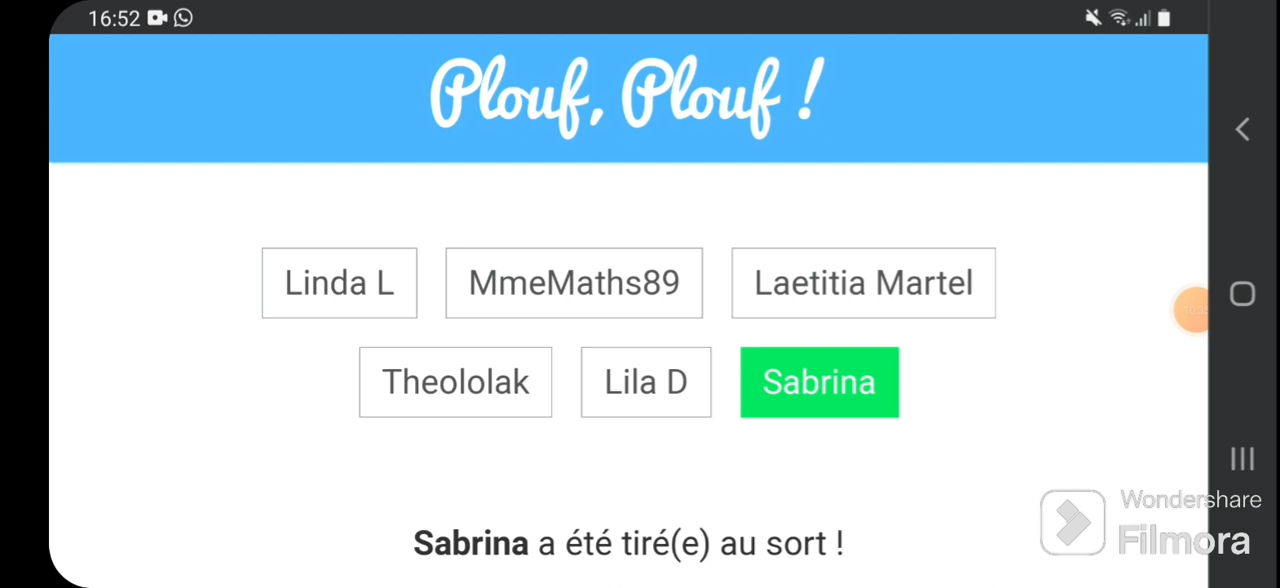 16:52
Plouf, Plouf !
Linda L
MmeMaths89
Laetitia Martel
Theololak
Lila D
Sabrina
Sabrina a été tiré(e) au sort !
Wondershare
Filmora